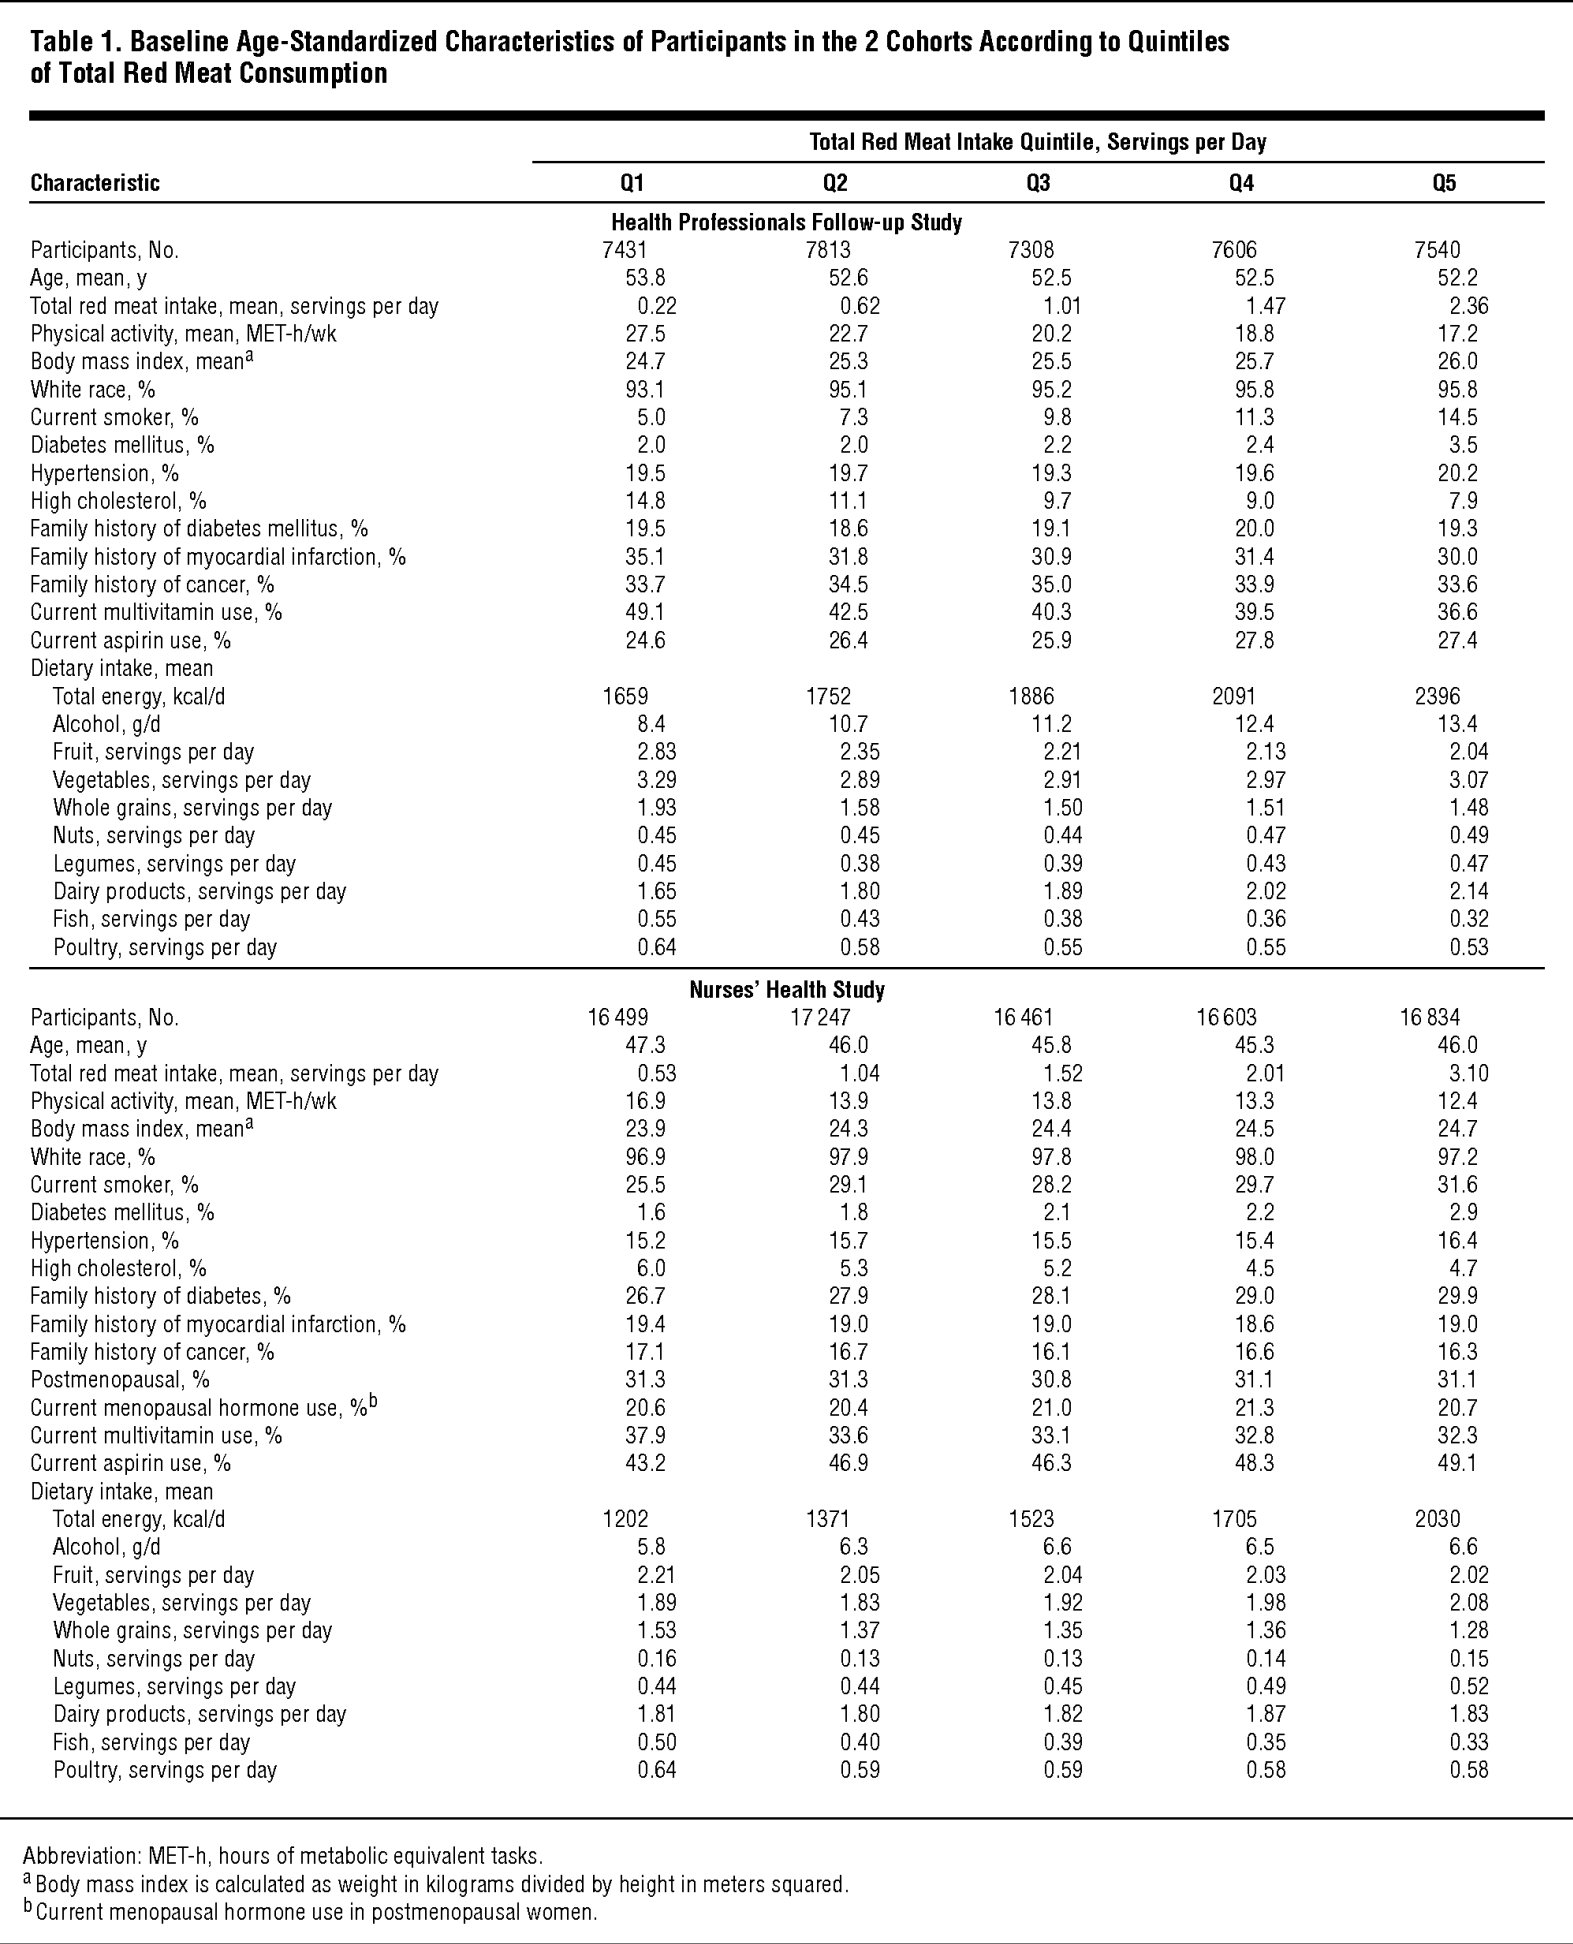 Table 1. Baseline Age-Standardized Characteristics of Participants in the 2 Cohorts According to Quintiles
of Total Red Meat Consumption
Total Red Meat Intake Quintile, Servings per Day
Characteristic Q1 Q2 Q3 Q4 Q5
Health Professionals Follow-up Study
Participants, No. 7431 7813 7308 7606 7540
Age, mean, y 53.8 52.6 52.5 52.5 52.2
Total red meat intake, mean, servings per day 0.22 0.62 1.01 1.47 2.36
Physical activity, mean, MET-h/wk 27.5 22.7 20.2 18.8 17.2
Body mass index, meana 24.7 25.3 25.5 25.7 26.0
White race, % 93.1 95.1 95.2 95.8 95.8
Current smoker, % 5.0 7.3 9.8 11.3 14.5
Diabetes mellitus, % 2.0 2.0 2.2 2.4 3.5
Hypertension, % 19.5 19.7 19.3 19.6 20.2
High cholesterol, % 14.8 11.1 9.7 9.0 7.9
Family history of diabetes mellitus, % 19.5 18.6 19.1 20.0 19.3
Family history of myocardial infarction, % 35.1 31.8 30.9 31.4 30.0
Family history of cancer, % 33.7 34.5 35.0 33.9 33.6
Current multivitamin use, % 49.1 42.5 40.3 39.5 36.6
Current aspirin use, % 24.6 26.4 25.9 27.8 27.4
Dietary intake, mean
Total energy, kcal/d 1659 1752 1886 2091 2396
Alcohol, g/d 8.4 10.7 11.2 12.4 13.4
Fruit, servings per day 2.83 2.35 2.21 2.13 2.04
Vegetables, servings per day 3.29 2.89 2.91 2.97 3.07
Whole grains, servings per day 1.93 1.58 1.50 1.51 1.48
Nuts, servings per day 0.45 0.45 0.44 0.47 0.49
Legumes, servings per day 0.45 0.38 0.39 0.43 0.47
Dairy products, servings per day 1.65 1.80 1.89 2.02 2.14
Fish, servings per day 0.55 0.43 0.38 0.36 0.32
Poultry, servings per day 0.64 0.58 0.55 0.55 0.53
Nurses’ Health Study
Participants, No. 16 499 17 247 16 461 16 603 16 834
Age, mean, y 47.3 46.0 45.8 45.3 46.0
Total red meat intake, mean, servings per day 0.53 1.04 1.52 2.01 3.10
Physical activity, mean, MET-h/wk 16.9 13.9 13.8 13.3 12.4
Body mass index, meana 23.9 24.3 24.4 24.5 24.7
White race, % 96.9 97.9 97.8 98.0 97.2
Current smoker, % 25.5 29.1 28.2 29.7 31.6
Diabetes mellitus, % 1.6 1.8 2.1 2.2 2.9
Hypertension, % 15.2 15.7 15.5 15.4 16.4
High cholesterol, % 6.0 5.3 5.2 4.5 4.7
Family history of diabetes, % 26.7 27.9 28.1 29.0 29.9
Family history of myocardial infarction, % 19.4 19.0 19.0 18.6 19.0
Family history of cancer, % 17.1 16.7 16.1 16.6 16.3
Postmenopausal, % 31.3 31.3 30.8 31.1 31.1
Current menopausal hormone use, %b 20.6 20.4 21.0 21.3 20.7
Current multivitamin use, % 37.9 33.6 33.1 32.8 32.3
Current aspirin use, % 43.2 46.9 46.3 48.3 49.1
Dietary intake, mean
Total energy, kcal/d 1202 1371 1523 1705 2030
Alcohol, g/d 5.8 6.3 6.6 6.5 6.6
Fruit, servings per day 2.21 2.05 2.04 2.03 2.02
Vegetables, servings per day 1.89 1.83 1.92 1.98 2.08
Whole grains, servings per day 1.53 1.37 1.35 1.36 1.28
Nuts, servings per day 0.16 0.13 0.13 0.14 0.15
Legumes, servings per day 0.44 0.44 0.45 0.49 0.52
Dairy products, servings per day 1.81 1.80 1.82 1.87 1.83
Fish, servings per day 0.50 0.40 0.39 0.35 0.33
Poultry, servings per day 0.64 0.59 0.59 0.58 0.58
Abbreviation: MET-h, hours of metabolic equivalent tasks.
a Body mass index is calculated as weight in kilograms divided by height in meters squared.
b Current menopausal hormone use in postmenopausal women.